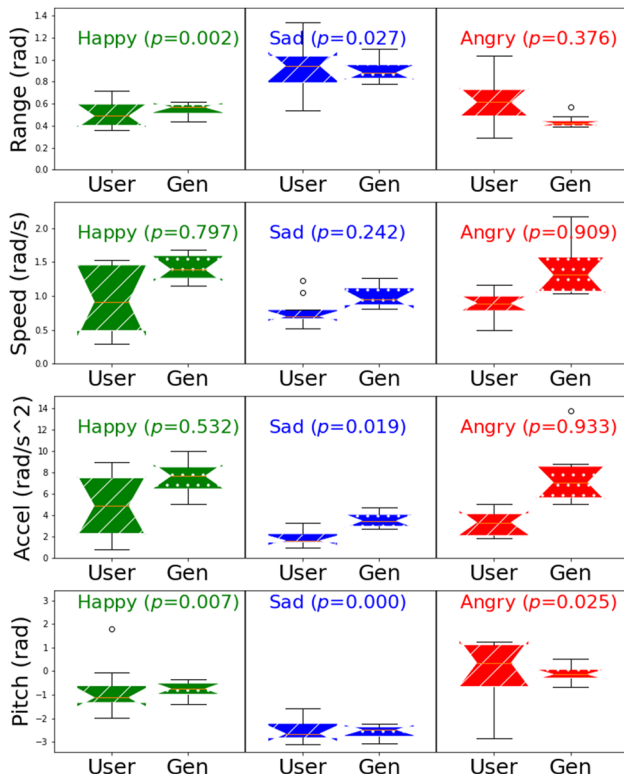 Range (rad)
1.4
1.2
1.0
0.8
0.6
0.4
0.2
0.0
Happy (p=0.002)
Sad (p=0.027)
Angry (p=0.376)
User Gen User Gen User Gen
Speed (rad/s)
2.0
1.5
1.0
0.5
0.0
Happy (p=0.797)
Sad (p=0.242)
Angry (p=0.909)
User Gen User Gen User Gen
Accel (rad/s^2)
14
12
10
8
6
4
2
0
Happy (p=0.532)
Sad (p=0.019)
Angry (p=0.933)
User Gen User Gen User Gen
Pitch (rad)
3
2
1
0
−1
−2
−3
Happy (p=0.007)
Sad (p=0.000)
Angry (p=0.025)
User Gen User Gen User Gen